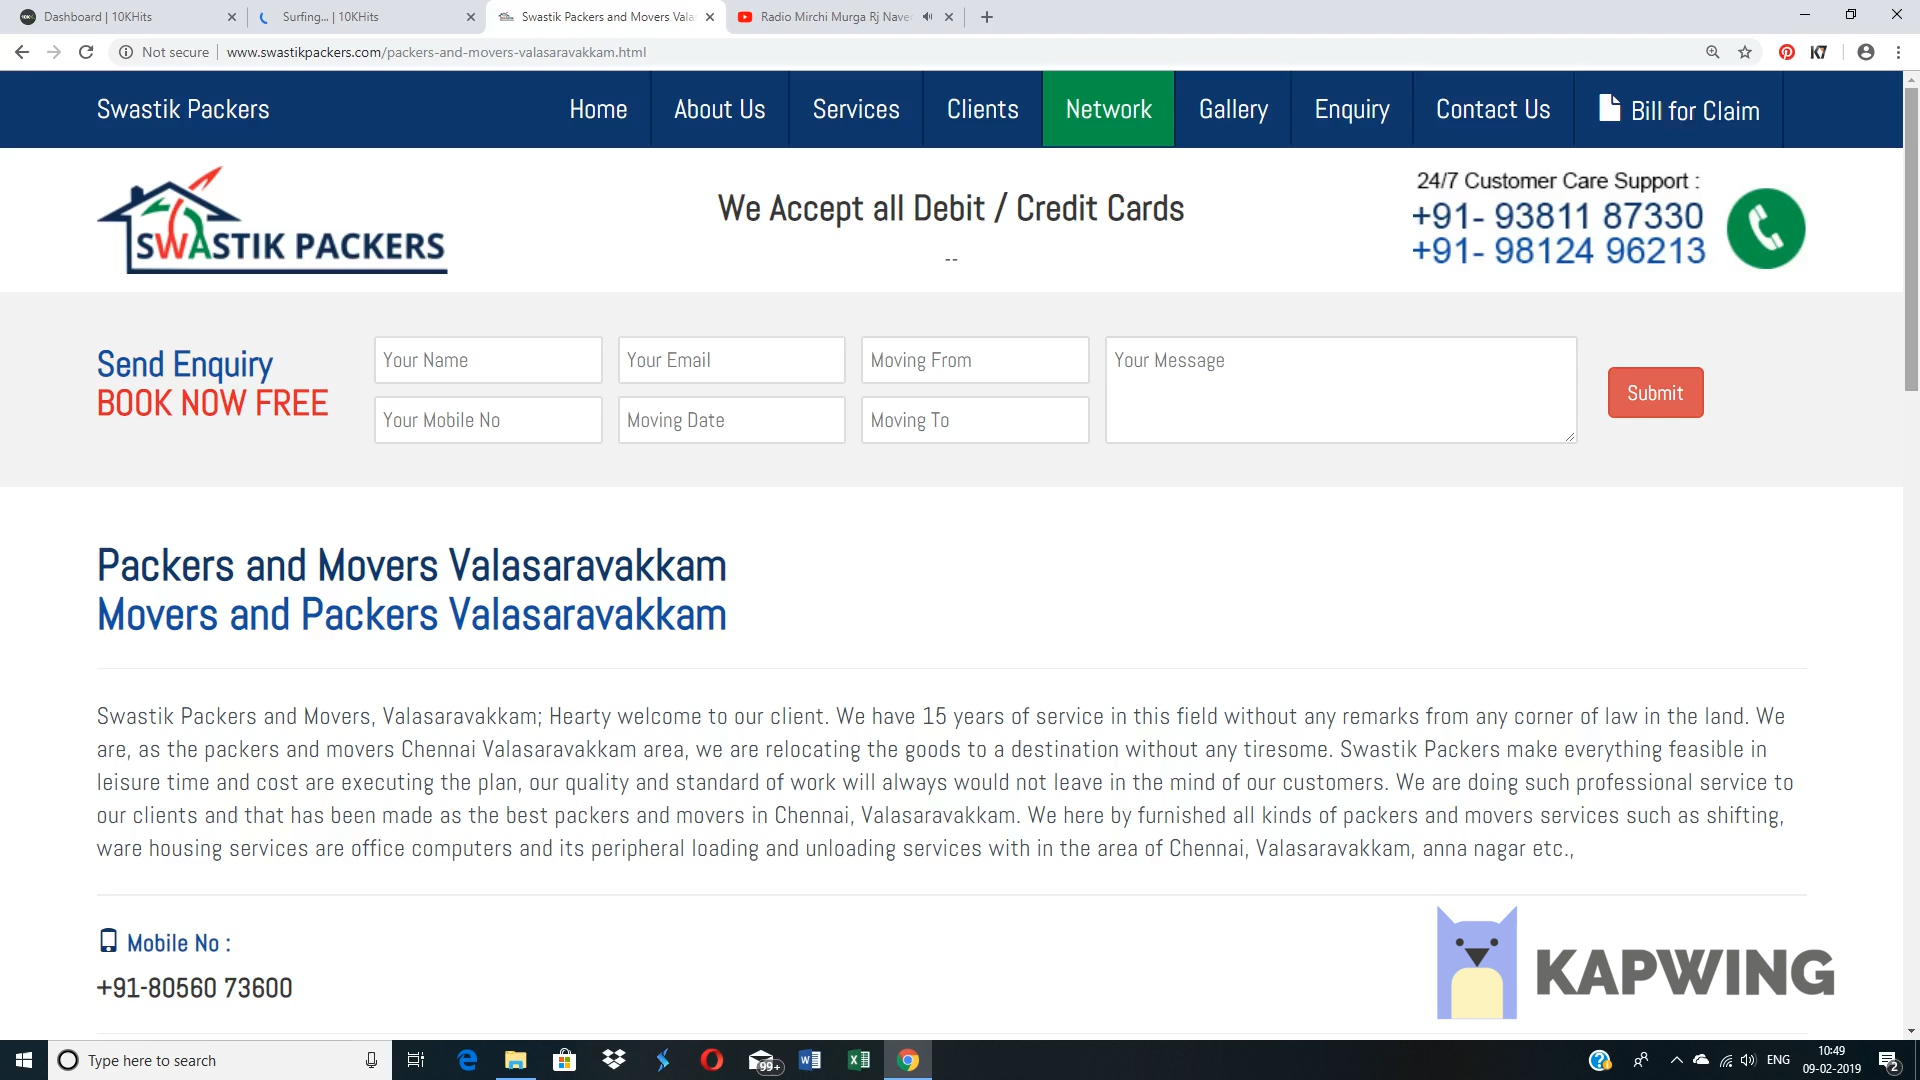 Dashboard | 10KHits
Surfing... | 10KHits
Swastik Packers and Movers Vala
Radio Mirchi Murga Rj Nave
Not secure
www.swastikpackers.com/packers-and-movers-valasaravakkam.html
Swastik Packers
Home
About Us
Services
Clients
Network
Gallery
Enquiry
Contact Us
Bill for Claim
SWASTIK PACKERS
We Accept all Debit / Credit Cards
--
24/7 Customer Care Support :
+91- 93811 87330
+91- 98124 96213
Send Enquiry
BOOK NOW FREE
Your Name
Your Email
Moving From
Your Message
Your Mobile No
Moving Date
Moving To
Submit
Packers and Movers Valasaravakkam
Movers and Packers Valasaravakkam
Swastik Packers and Movers, Valasaravakkam; Hearty welcome to our client. We have 15 years of service in this field without any remarks from any corner of law in the land. We
are, as the packers and movers Chennai Valasaravakkam area, we are relocating the goods to a destination without any tiresome. Swastik Packers make everything feasible in
leisure time and cost are executing the plan, our quality and standard of work will always would not leave in the mind of our customers. We are doing such professional service to
our clients and that has been made as the best packers and movers in Chennai, Valasaravakkam. We here by furnished all kinds of packers and movers services such as shifting,
ware housing services are office computers and its peripheral loading and unloading services with in the area of Chennai, Valasaravakkam, anna nagar etc.,
Mobile No :
+91-80560 73600
KAPWING
Type here to search
99+
ENG
10:49
09-02-2019
2